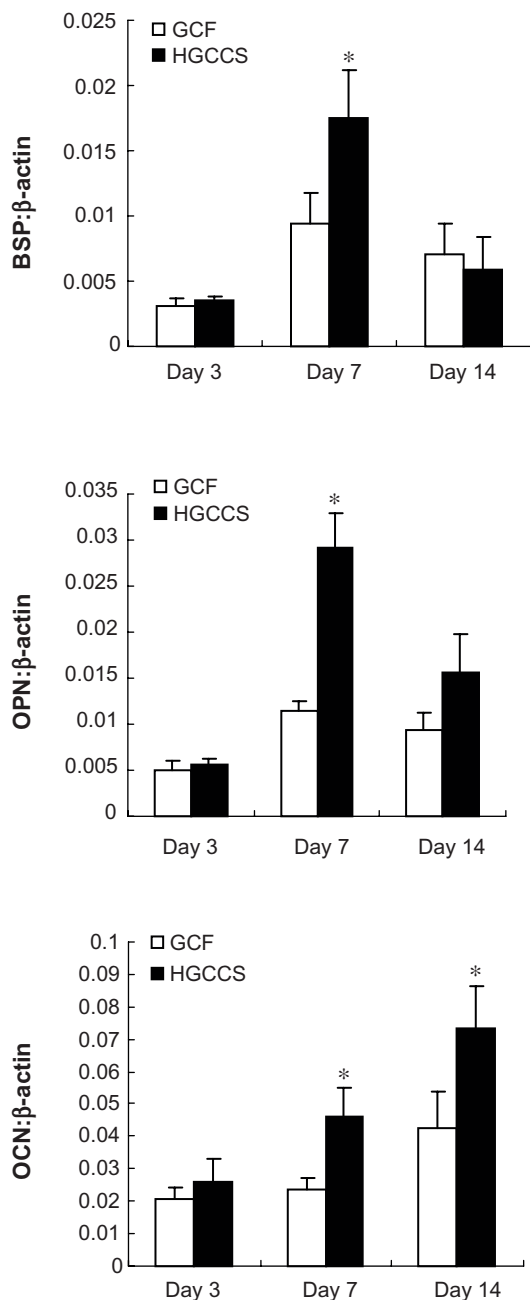 0.025
GCF
HGCCS
*
0.02
0.015
0.01
0.005
0
BSP:β-actin
Day 3 Day 7 Day 14
0.035
GCF
HGCCS
*
0.03
0.025
0.02
0.015
0.01
0.005
0
OPN:β-actin
Day 3 Day 7 Day 14
0.1
GCF
0.09
HGCCS
*
0.08
0.07
0.06
*
0.05
0.04
0.03
0.02
0.01
0
OCN:β-actin
Day 3 Day 7 Day 14